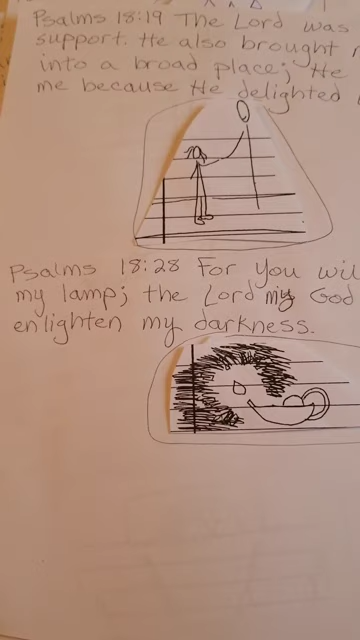 Psalms 18:19 The Lord was
support. He also brought
into a broad place; He
me because He delighted
Psalms 18:28 For You
my lamp; the Lord my God
enlighten my darkness.